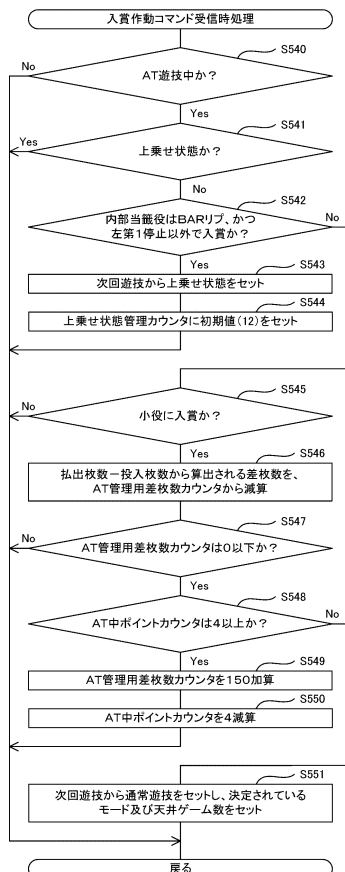 入賞作動コマンド受信時処理
S540
No
AT遊技中か？
Yes
S541
Yes
上乗せ状態か？
No
S542
内部当籤役はBARリプ、かつ
左第1停止以外で入賞か？
No
Yes
S543
次回遊技から上乗せ状態をセット
S544
上乗せ状態管理カウンタに初期値(12)をセット
S545
No
小役に入賞か？
Yes
S546
払出枚数－投入枚数から算出される差枚数を、
AT管理用差枚数カウンタから減算
S547
No
AT管理用差枚数カウンタは0以下か？
Yes
S548
No
AT中ポイントカウンタは4以上か？
Yes
S549
AT管理用差枚数カウンタを150加算
S550
AT中ポイントカウンタを4減算
S551
次回遊技から通常遊技をセットし、決定されている
モード及び天井ゲーム数をセット
戻る